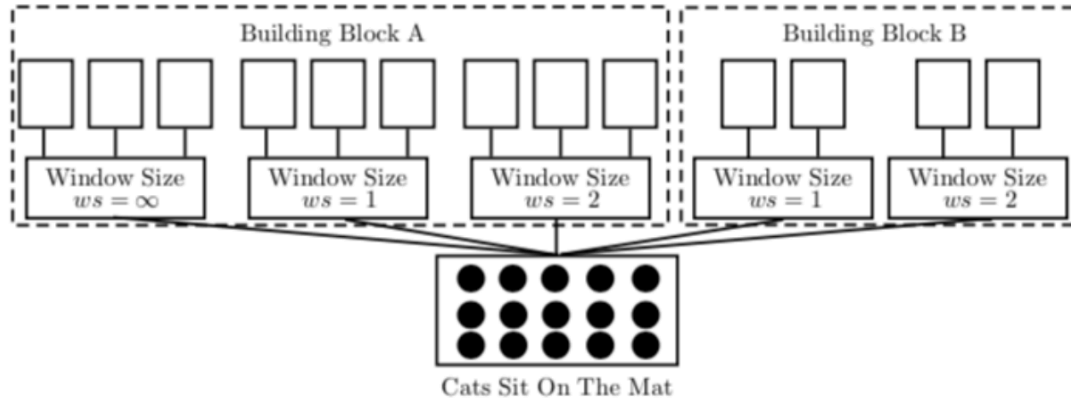 Building Block A
Building Block B
Window Size
ws = ∞
Window Size
ws = 1
Window Size
ws = 2
Window Size
ws = 1
Window Size
ws = 2
Cats Sit On The Mat